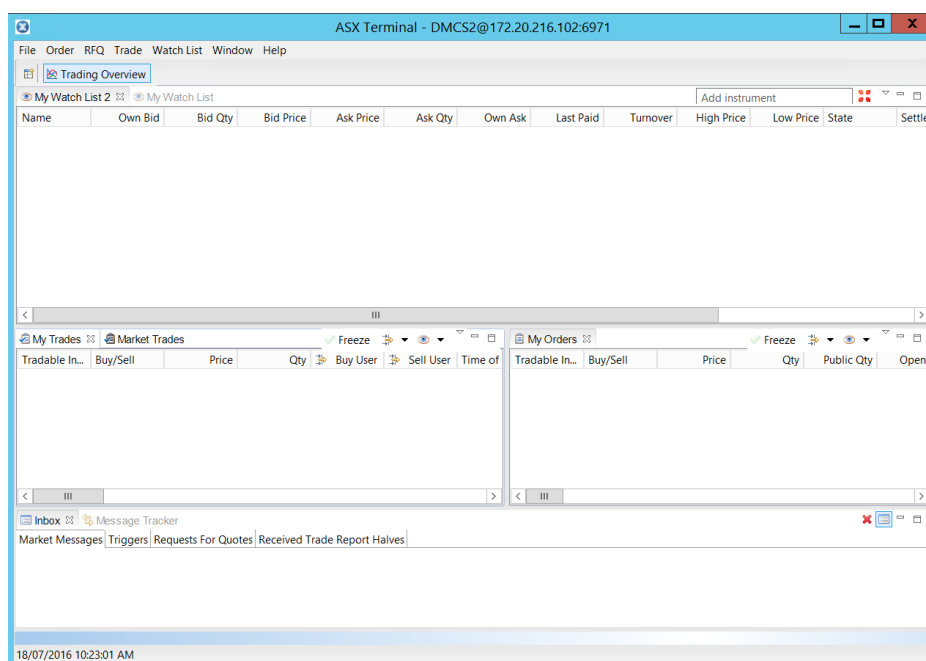 ASX Terminal - DMCS2@172.20.216.102:6971
File Order RFQ Trade Watch List Window Help
Trading Overview
My Watch List 2 My Watch List Add instrument
Name Own Bid Bid Qty Bid Price Ask Price Ask Qty Own Ask Last Paid Turnover High Price Low Price State Settle
My Trades Market Trades Freeze My Orders Freeze
Tradable In... Buy/Sell Price Qty Buy User Sell User Time of Tradable In... Buy/Sell Price Qty Public Qty Open
Inbox Message Tracker
Market Messages Triggers Requests For Quotes Received Trade Report Halves
18/07/2016 10:23:01 AM